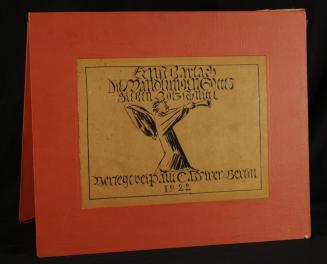 Ernst Barlach
Die Wandlungen Gottes
Sieben Holzschnitte
Verlegt bei Paul Cassirer Berlin
1922